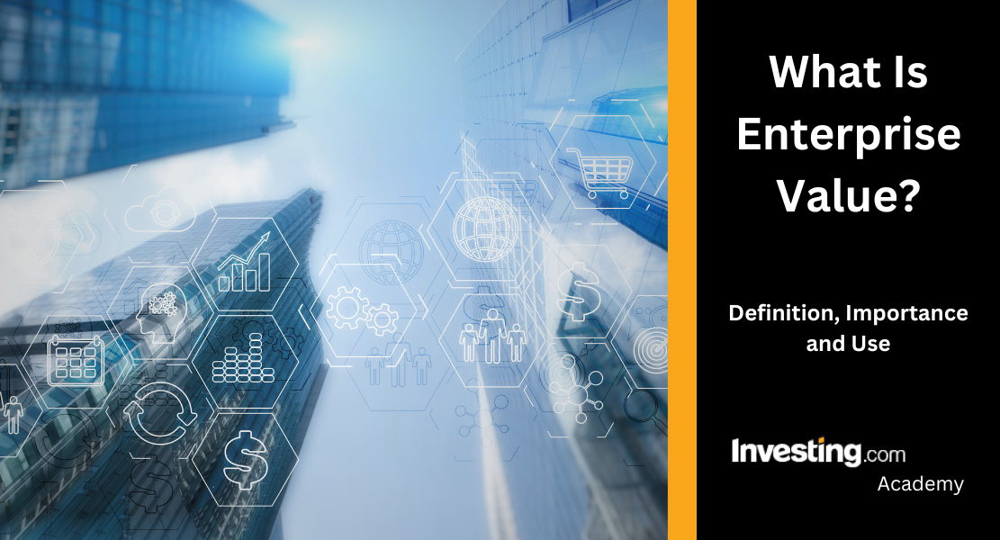 What Is
Enterprise
Value?
Definition, Importance
and Use
Investing.com
Academy